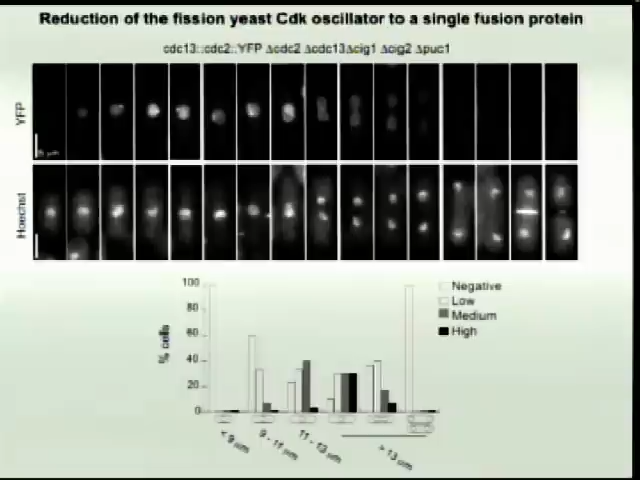 Reduction of the fission yeast Cdk oscillator to a single fusion protein
cdc13::cdc2::YFP Δcdc2 Δcdc13Δcig1 Δcig2 Δpuc1
YFP
5 μm
Hoechst
% cells
100
80
60
40
20
0
Negative
Low
Medium
High
< 9 μm
9 - 11 μm
11 - 13 μm
> 13 μm